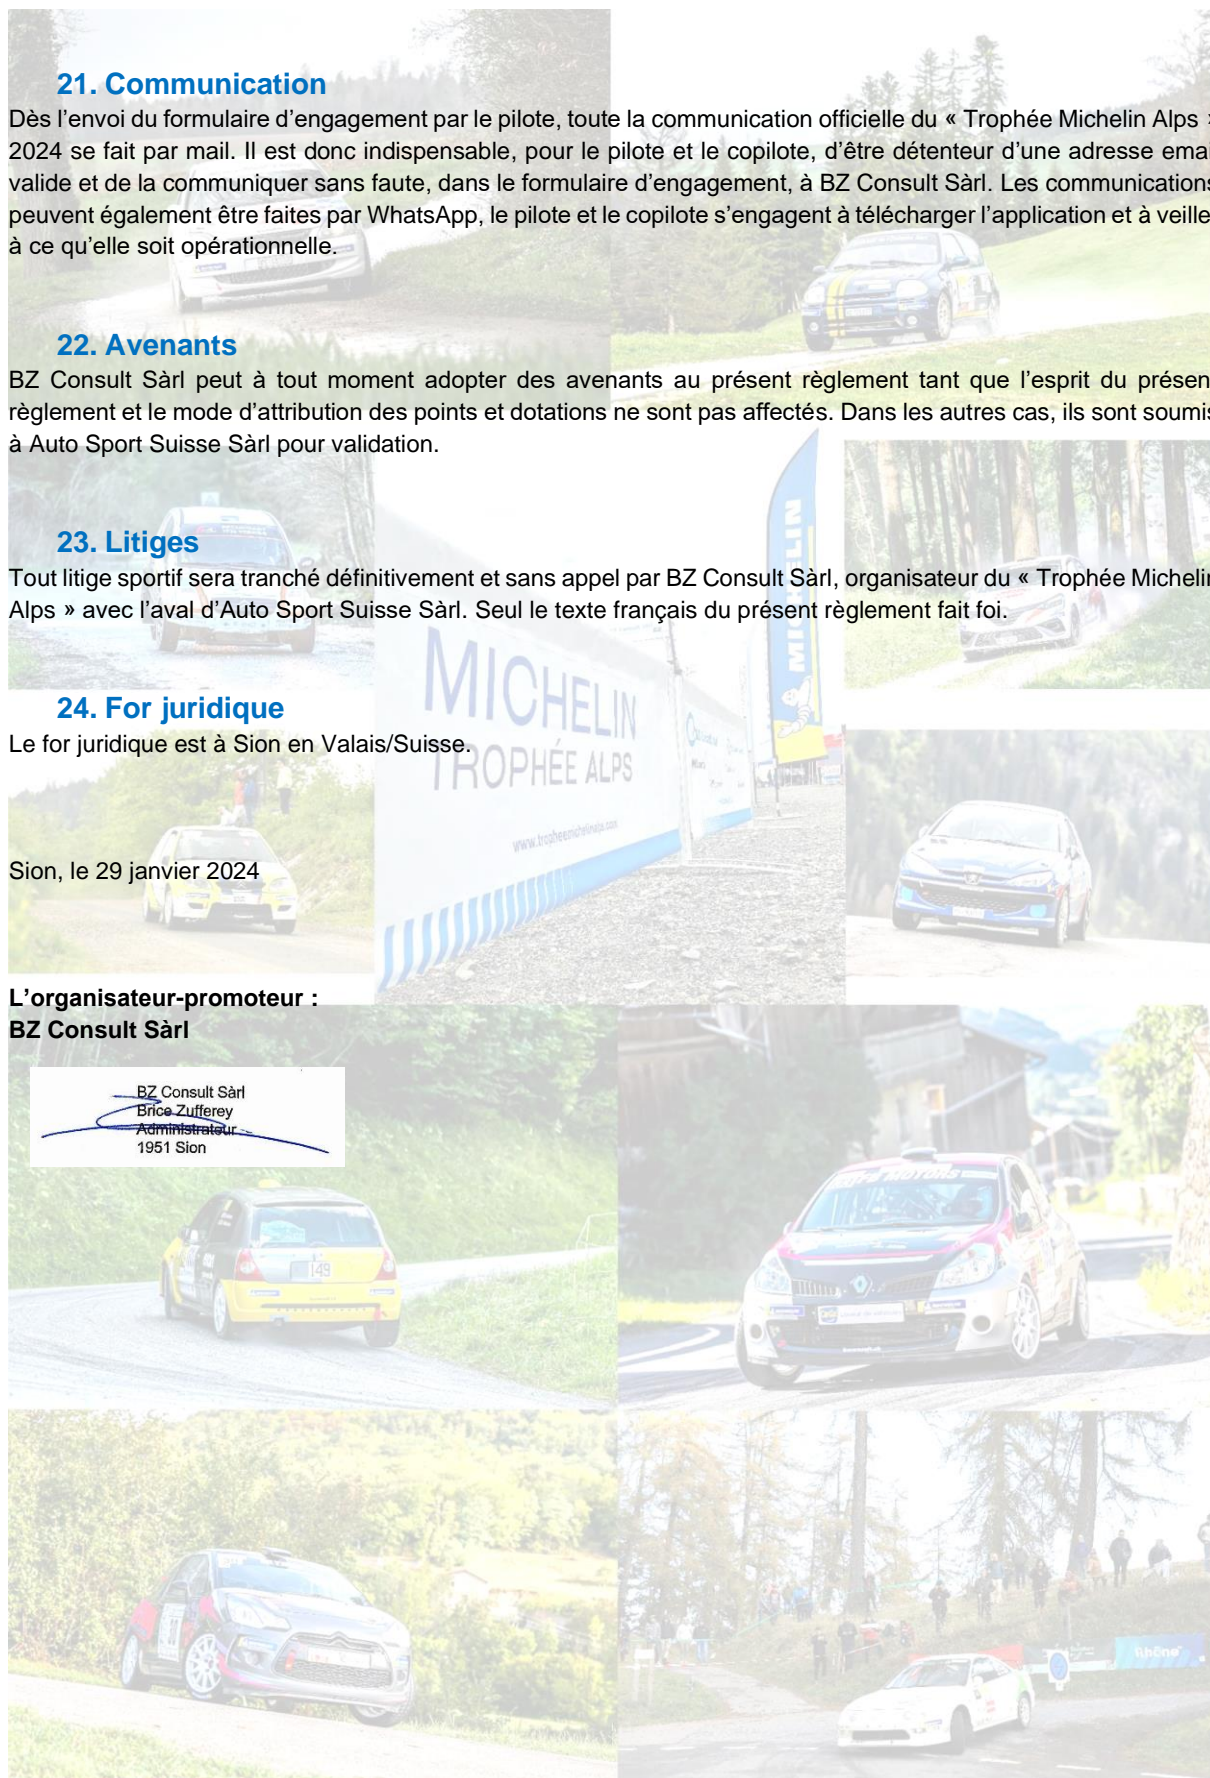 21. Communication
Dès l’envoi du formulaire d’engagement par le pilote, toute la communication officielle du « Trophée Michelin Alps »
2024 se fait par mail. Il est donc indispensable, pour le pilote et le copilote, d’être détenteur d’une adresse emai
valide et de la communiquer sans faute, dans le formulaire d’engagement, à BZ Consult Sàrl. Les communications
peuvent également être faites par WhatsApp, le pilote et le copilote s’engagent à télécharger l’application et à veille
à ce qu’elle soit opérationnelle.
22. Avenants
BZ Consult Sàrl peut à tout moment adopter des avenants au présent règlement tant que l’esprit du présen
règlement et le mode d’attribution des points et dotations ne sont pas affectés. Dans les autres cas, ils sont soumis
à Auto Sport Suisse Sàrl pour validation.
23. Litiges
Tout litige sportif sera tranché définitivement et sans appel par BZ Consult Sàrl, organisateur du « Trophée Michelin
Alps » avec l’aval d’Auto Sport Suisse Sàrl. Seul le texte français du présent règlement fait foi.
MICHELIN
MICHELIN
TROPHÉE ALPS
www.tropheemichelinalps.com
24. For juridique
Le for juridique est à Sion en Valais/Suisse.
Sion, le 29 janvier 2024
L’organisateur-promoteur :
BZ Consult Sàrl
BZ Consult Sàrl
Brice Zufferey
Administrateur
1951 Sion
149
rhône